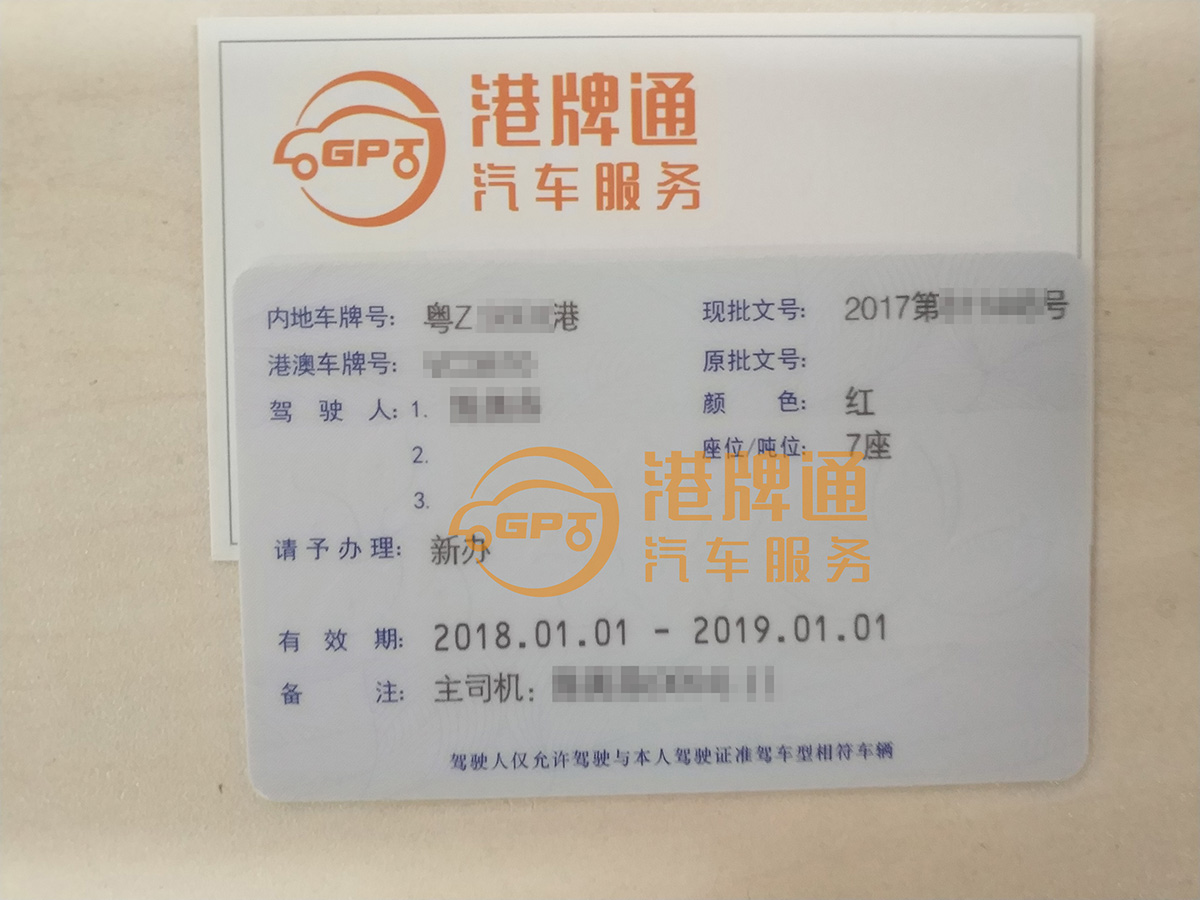 GPT
港牌通
汽车服务
内地车牌号: 粤Z 港
现批文号: 2017第 号
港澳车牌号:
原批文号:
驾驶人: 1.
颜色: 红
2.
座位/吨位: 7座
3.
GPT
港牌通
汽车服务
请予办理: 新办
有效期: 2018.01.01 - 2019.01.01
备注: 主司机:
驾驶人仅允许驾驶与本人驾驶证准驾车型相符车辆